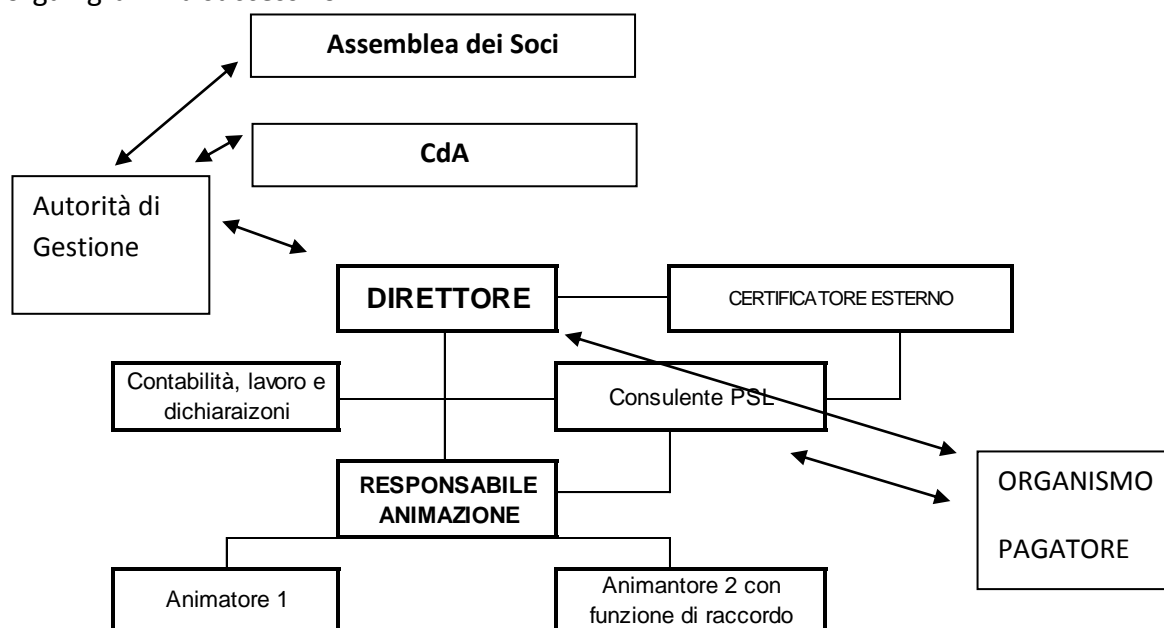 Assemblea dei Soci
CdA
Autorità di
Gestione
DIRETTORE
CERTIFICATORE ESTERNO
Contabilità, lavoro e
dichiaraizoni
Consulente PSL
RESPONSABILE
ANIMAZIONE
ORGANISMO
PAGATORE
Animatore 1
Animantore 2 con
funzione di raccordo